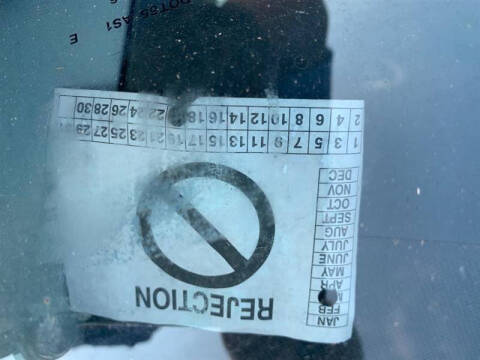 REJECTION
JAN
FEB
APR
MAY
JUNE
JULY
AUG
SEPT
OCT
NOV
DEC
1 3 5 7 9 11 13 15 17 19 21 23 25 27 29
2 4 6 8 10 12 14 16 18 22 24 26 28 30
AS1
E